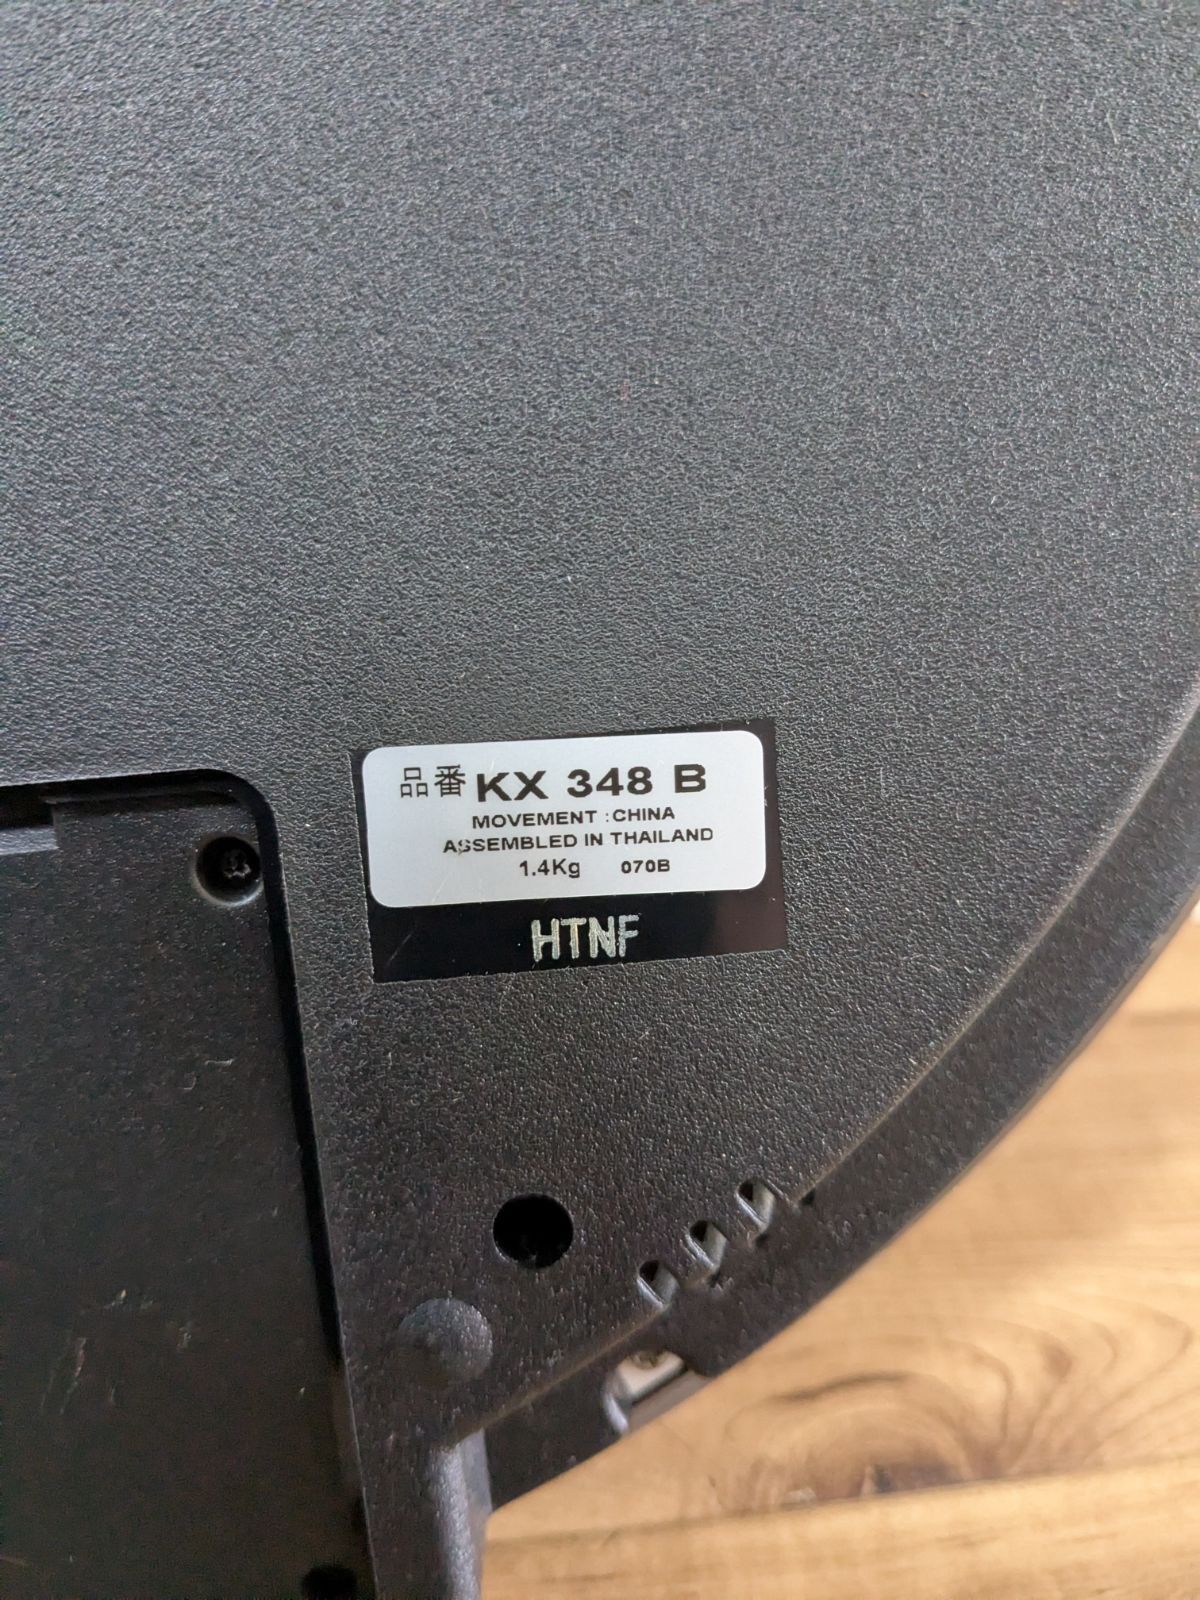 品番 KX 348 B
MOVEMENT : CHINA
ASSEMBLED IN THAILAND
1.4Kg 070B
HTNF